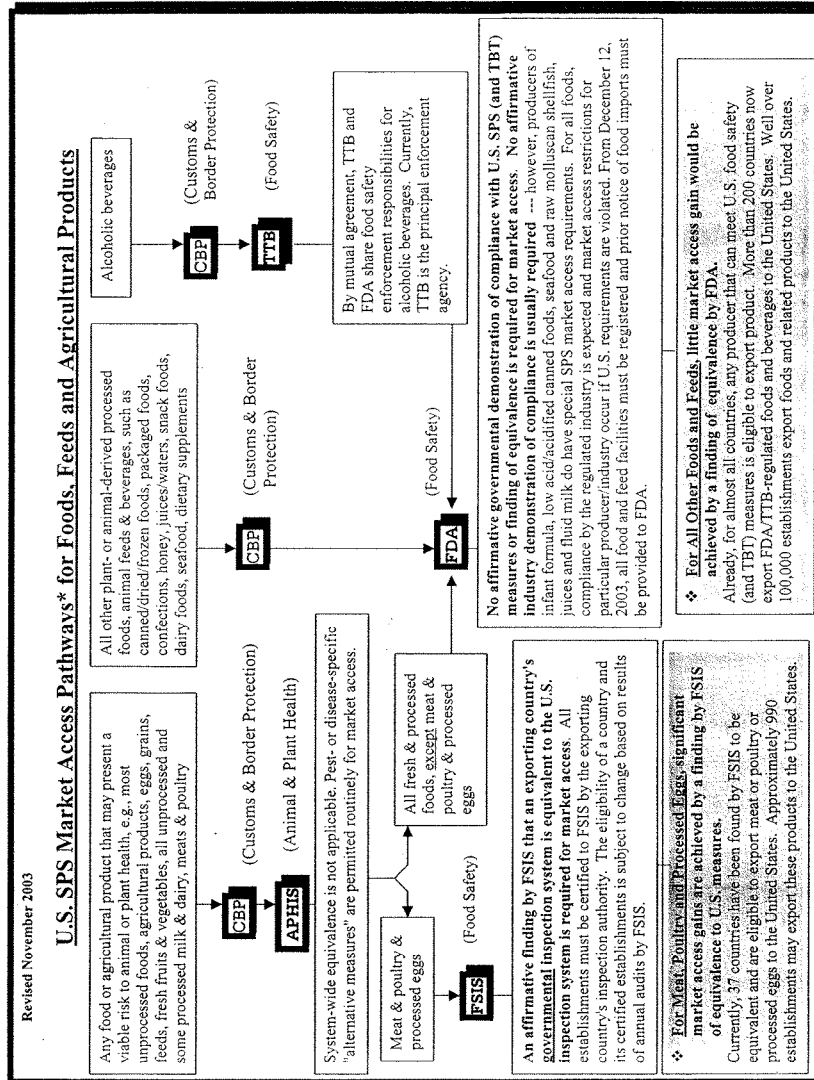 Revised November 2003
U.S. SPS Market Access Pathways* for Foods, Feeds and Agricultural Products
Any food or agricultural product that may present a
viable risk to animal or plant health, e.g., most
unprocessed foods, agricultural products, eggs, grains,
feeds, fresh fruits & vegetables, all unprocessed and
some processed milk & dairy, meats & poultry
CBP
(Customs & Border Protection)
APHIS
(Animal & Plant Health)
System-wide equivalence is not applicable. Pest- or disease-specific
"alternative measures" are permitted routinely for market access.
Meat & poultry &
processed eggs
All fresh & processed
foods, except meat &
poultry & processed
eggs
FSIS
(Food Safety)
An affirmative finding by FSIS that an exporting country's
governmental inspection system is equivalent to the U.S.
inspection system is required for market access. All
establishments must be certified to FSIS by the exporting
country's inspection authority. The eligibility of a country and
its certified establishments is subject to change based on results
of annual audits by FSIS.
❖ For Meat, Poultry and Processed Eggs, significant
market access gains are achieved by a finding by FSIS
of equivalence to U.S. measures.
Currently, 37 countries have been found by FSIS to be
equivalent and are eligible to export meat or poultry or
processed eggs to the United States. Approximately 990
establishments may export these products to the United States.
All other plant- or animal-derived processed
foods, animal feeds & beverages, such as
canned/dried/frozen foods, packaged foods,
confections, honey, juices/waters, snack foods,
dairy foods, seafood, dietary supplements
CBP
(Customs & Border
Protection)
FDA
(Food Safety)
Alcoholic beverages
CBP
(Customs &
Border Protection)
TTB
(Food Safety)
By mutual agreement, TTB and
FDA share food safety
enforcement responsibilities for
alcoholic beverages. Currently,
TTB is the principal enforcement
agency.
No affirmative governmental demonstration of compliance with U.S. SPS (and TBT)
measures or finding of equivalence is required for market access. No affirmative
industry demonstration of compliance is usually required --- however, producers of
infant formula, low acid/acidified canned foods, seafood and raw molluscan shellfish,
juices and fluid milk do have special SPS market access requirements. For all foods,
compliance by the regulated industry is expected and market access restrictions for
particular producer/industry occur if U.S. requirements are violated. From December 12,
2003, all food and feed facilities must be registered and prior notice of food imports must
be provided to FDA.
❖ For All Other Foods and Feeds, little market access gain would be
achieved by a finding of equivalence by FDA.
Already, for almost all countries, any producer that can meet U.S. food safety
(and TBT) measures is eligible to export product. More than 200 countries now
export FDA/TTB-regulated foods and beverages to the United States. Well over
100,000 establishments export foods and related products to the United States.